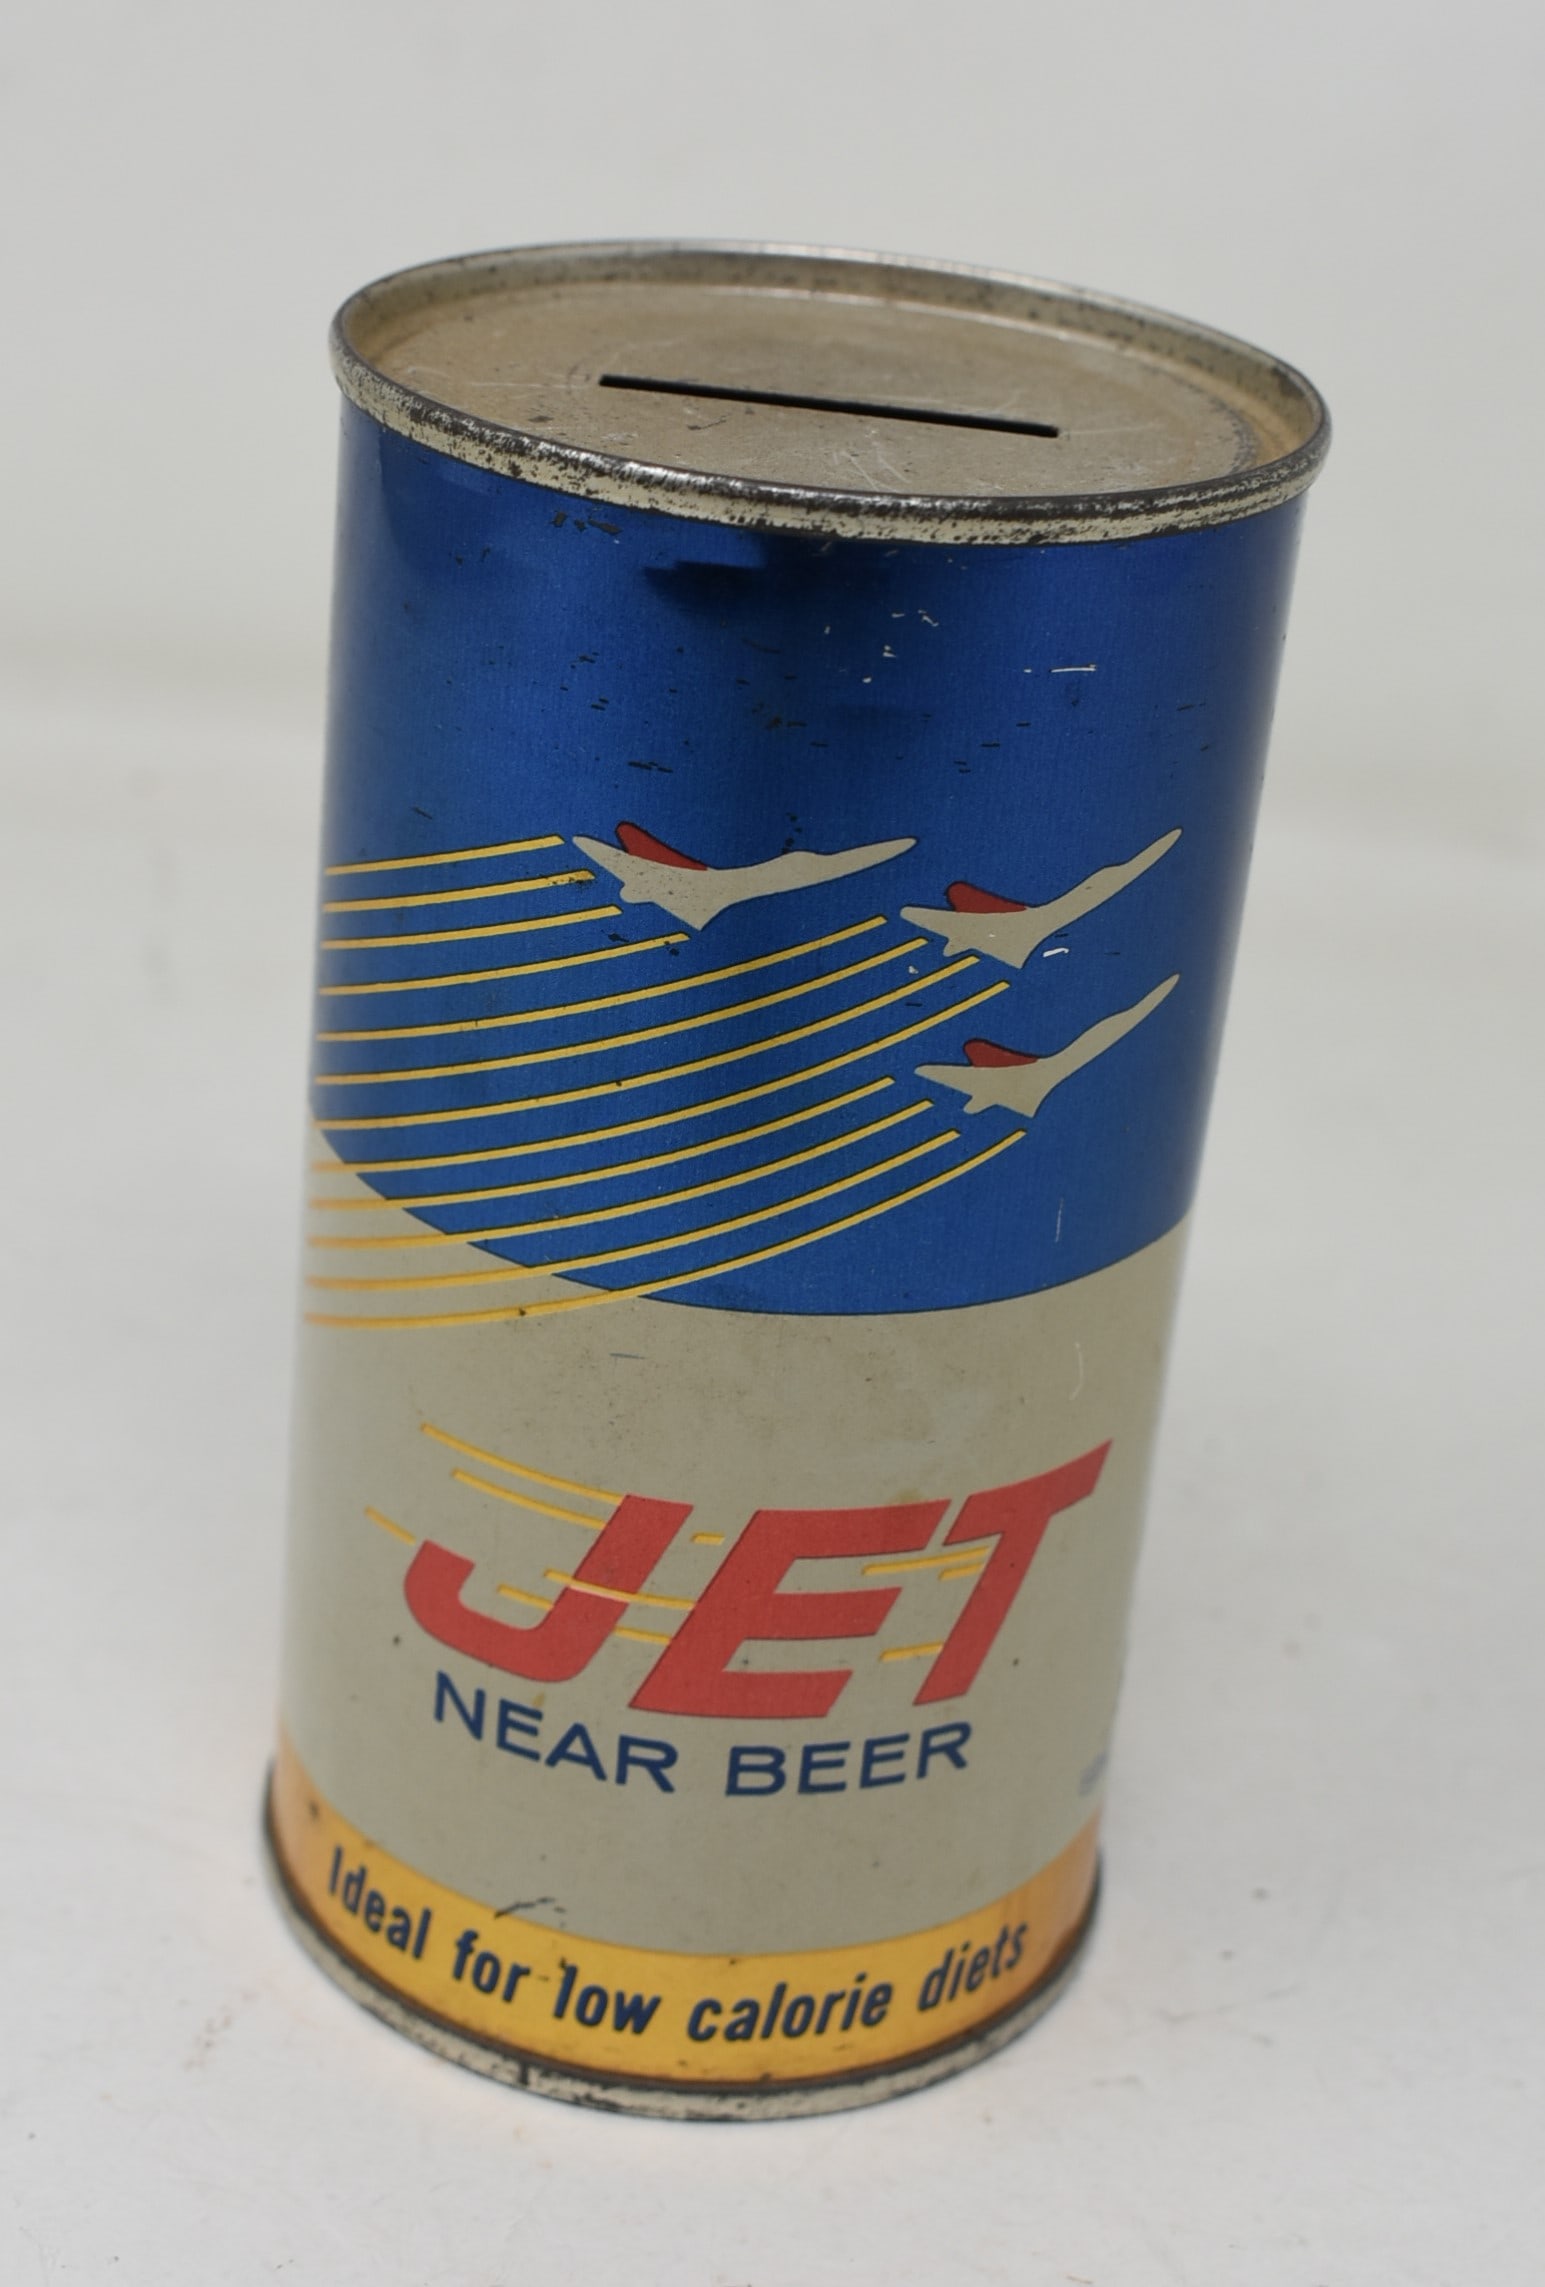 JET
NEAR BEER
Ideal for low calorie diets